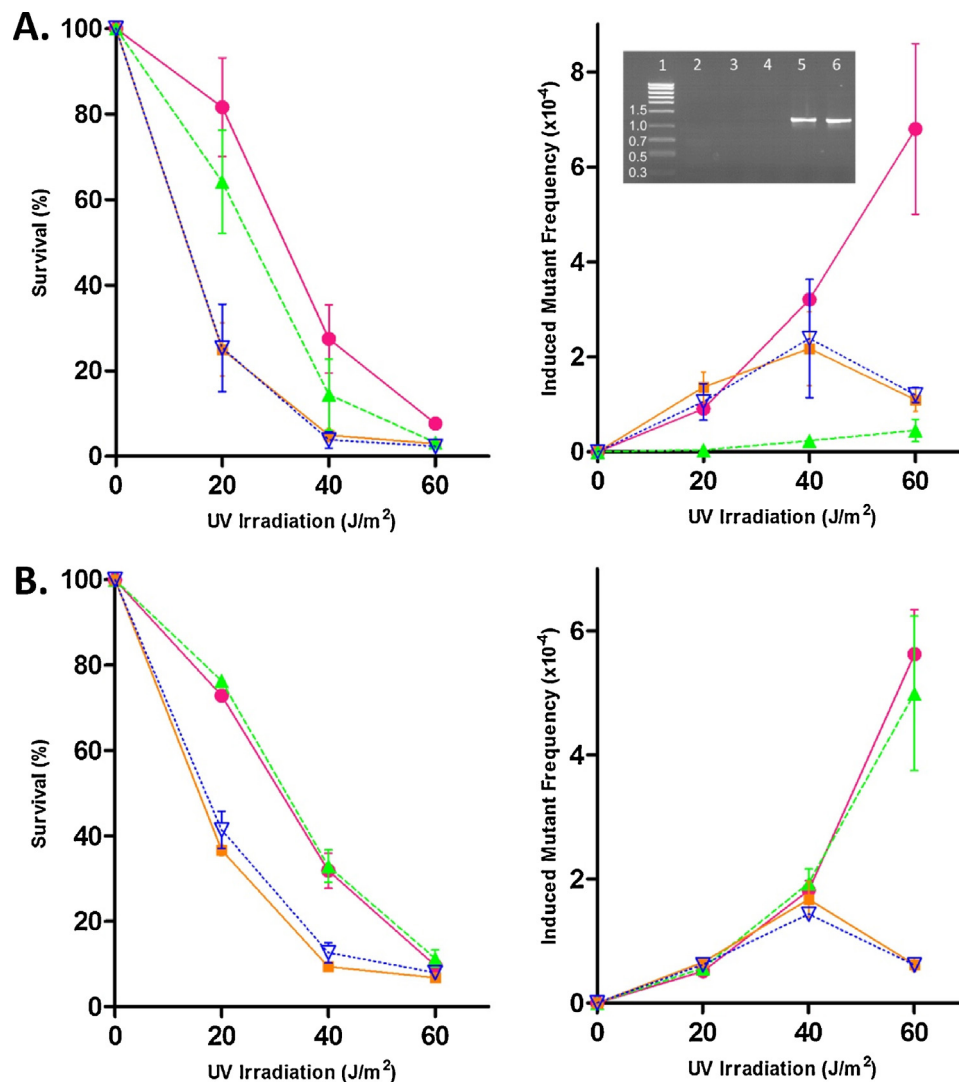 A.
100
80
60
40
20
0
Survival (%)
0 20 40 60
UV Irradiation (J/m²)
8
6
4
2
0
Induced Mutant Frequency (x10⁻⁴)
1 2 3 4 5 6
1.5
1.0
0.7
0.5
0.3
0 20 40 60
UV Irradiation (J/m²)
B.
100
80
60
40
20
0
Survival (%)
0 20 40 60
UV Irradiation (J/m²)
6
4
2
0
Induced Mutant Frequency (x10⁻⁴)
0 20 40 60
UV Irradiation (J/m²)